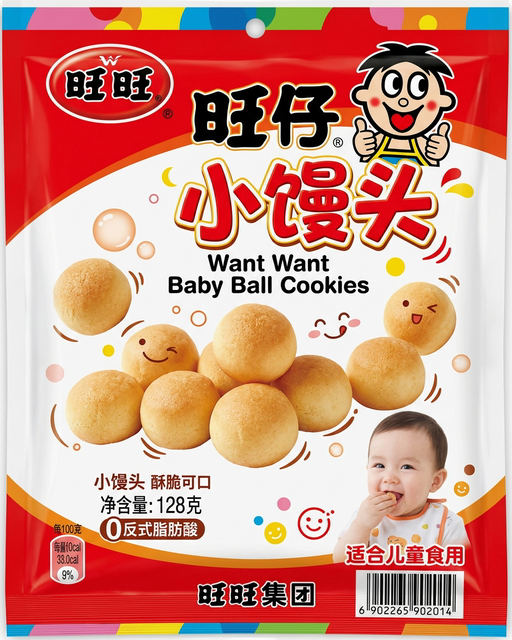 旺旺®
®
旺仔®
小馒头
Want Want
Baby Ball Cookies
小馒头 酥脆可口
净含量:128克
0反式脂肪酸
每100克
33.0cal
9%
适合儿童食用
旺旺集团
6 902265 902014